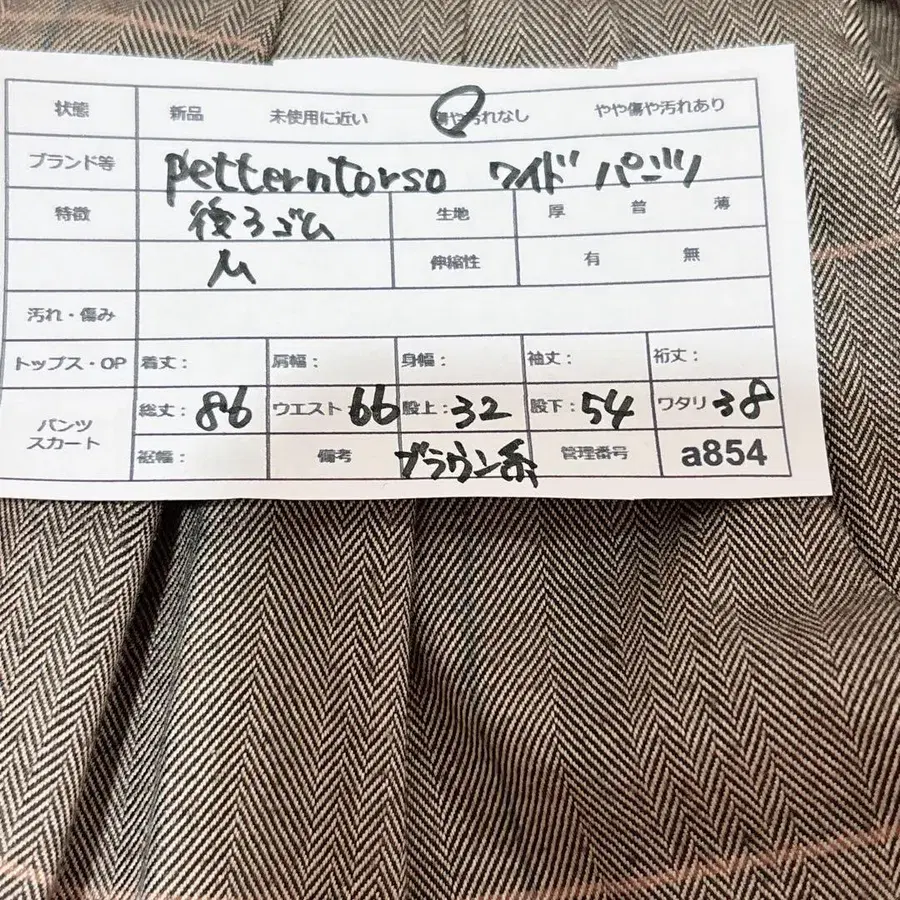 状態 新品 未使用に近い 傷や汚れなし やや傷や汚れあり
ブランド等 petterntorso ワイド パンツ
特徴 後ろゴム 生地 厚 普 薄
M 伸縮性 有 無
汚れ・傷み
トップス・OP 着丈: 肩幅: 身幅: 袖丈: 裄丈:
パンツ スカート 総丈: 86 ウエスト: 66 股上: 32 股下: 54 ワタリ 38
裾幅: 備考 ブラウン系 管理番号 a854